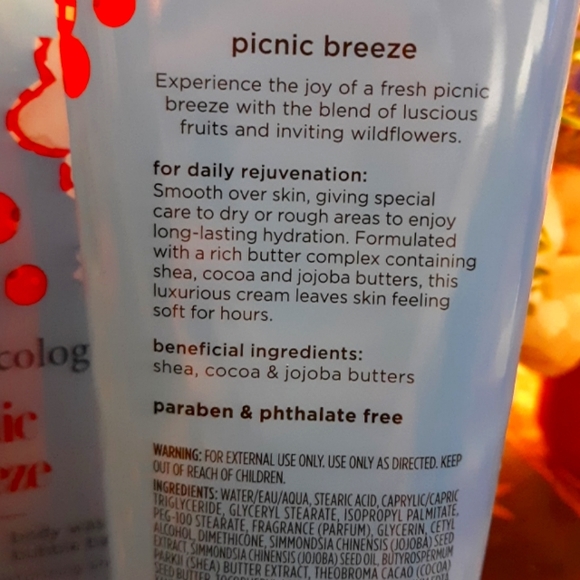 picnic breeze
Experience the joy of a fresh picnic
breeze with the blend of luscious
fruits and inviting wildflowers.
for daily rejuvenation:
Smooth over skin, giving special
care to dry or rough areas to enjoy
long-lasting hydration. Formulated
with a rich butter complex containing
shea, cocoa and jojoba butters, this
luxurious cream leaves skin feeling
soft for hours.
beneficial ingredients:
shea, cocoa & jojoba butters
paraben & phthalate free
WARNING: FOR EXTERNAL USE ONLY. USE ONLY AS DIRECTED. KEEP
OUT OF REACH OF CHILDREN.
INGREDIENTS: WATER/EAU/AQUA, STEARIC ACID, CAPRYLIC/CAPRIC
TRIGLYCERIDE, GLYCERYL STEARATE, ISOPROPYL PALMITATE,
PEG-100 STEARATE, FRAGRANCE (PARFUM), GLYCERIN, CETYL
ALCOHOL, DIMETHICONE, SIMMONDSIA CHINENSIS (JOJOBA) SEED
EXTRACT, SIMMONDSIA CHINENSIS (JOJOBA) SEED OIL, BUTYROSPERMUM
PARKII (SHEA) BUTTER EXTRACT, THEOBROMA CACAO (COCOA)
SEED BUTTER,
colog
ic
eze
body was